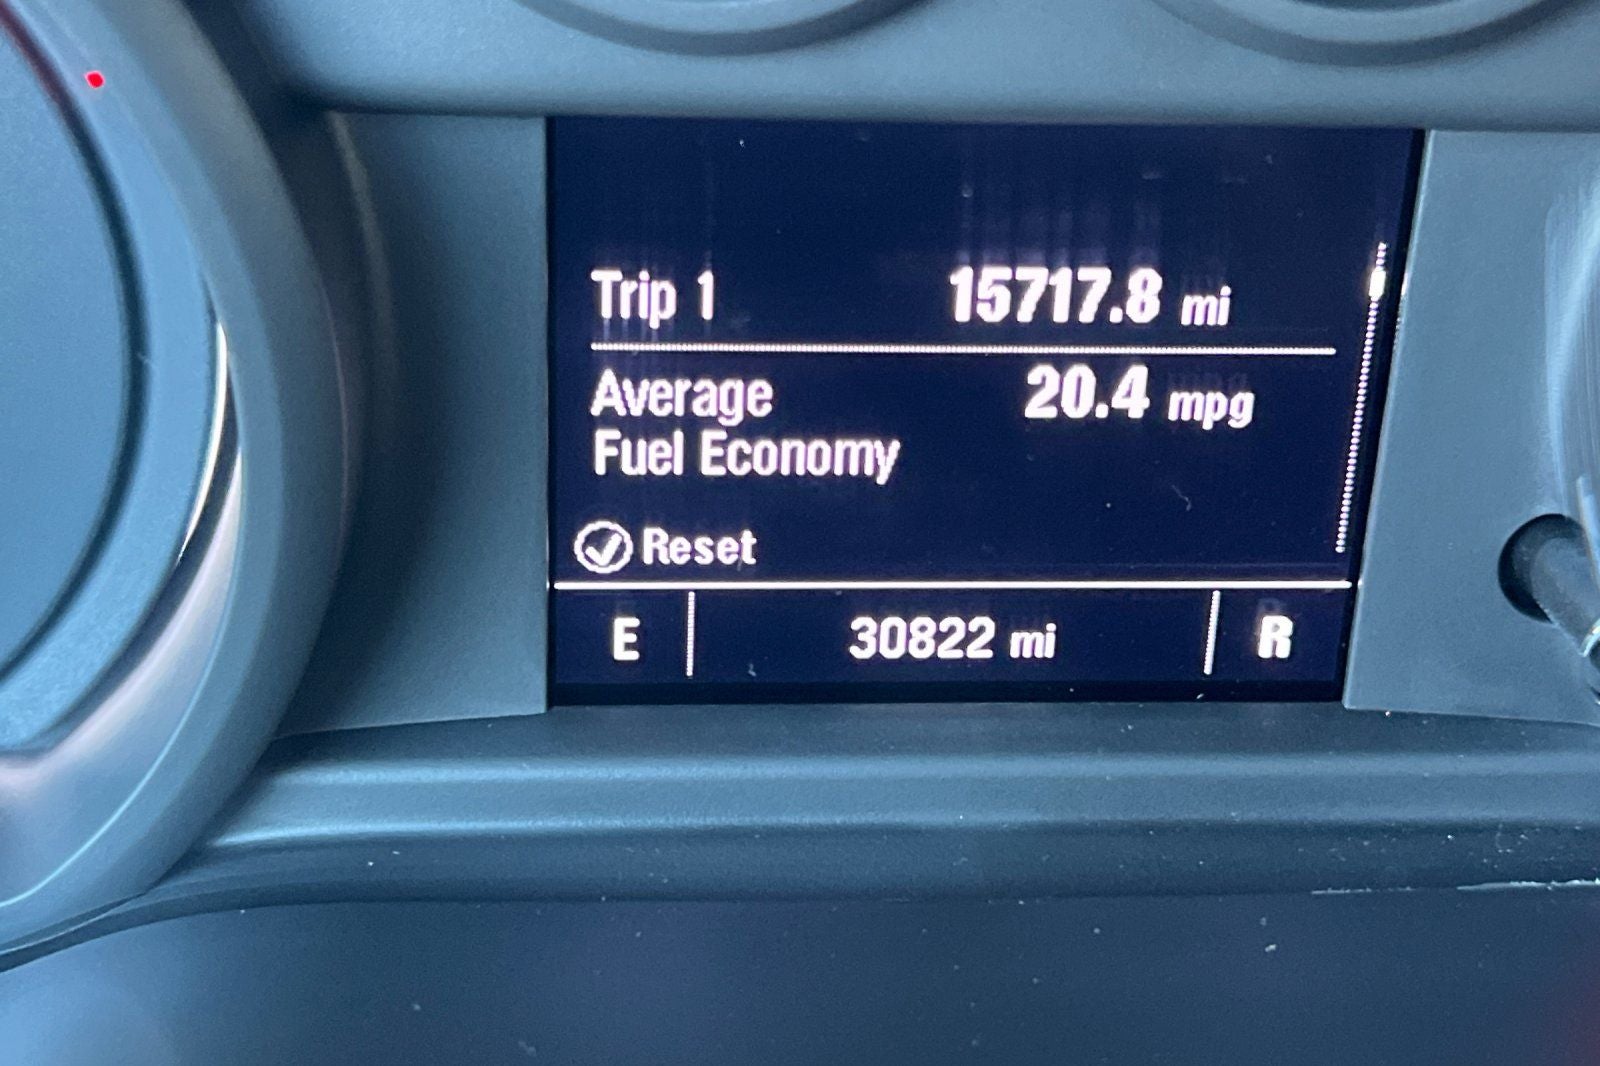 Trip 1 15717.8 mi
Average 20.4 mpg
Fuel Economy
Reset
E 30822 mi R